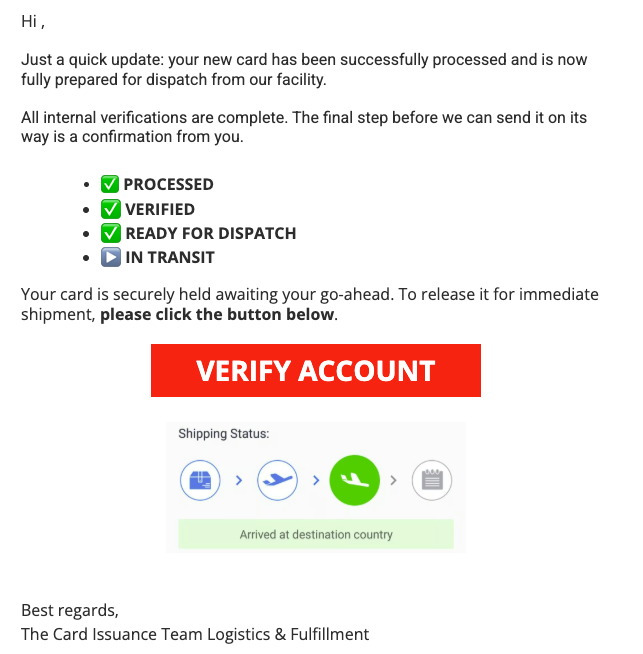 Hi ,
Just a quick update: your new card has been successfully processed and is now
fully prepared for dispatch from our facility.
All internal verifications are complete. The final step before we can send it on its
way is a confirmation from you.
• ✅ PROCESSED
• ✅ VERIFIED
• ✅ READY FOR DISPATCH
• ▶️ IN TRANSIT
Your card is securely held awaiting your go-ahead. To release it for immediate
shipment, please click the button below.
VERIFY ACCOUNT
Shipping Status:
Arrived at destination country
Best regards,
The Card Issuance Team Logistics & Fulfillment